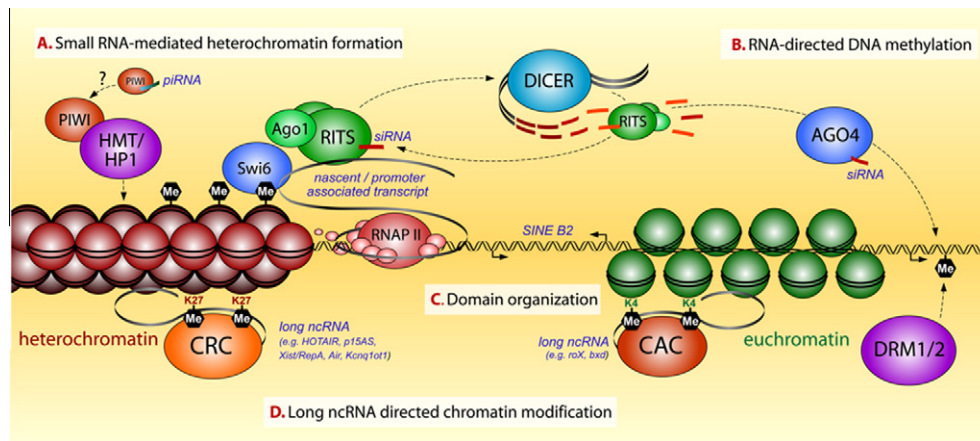 A. Small RNA-mediated heterochromatin formation
B. RNA-directed DNA methylation
?
PIWI
piRNA
PIWI
HMT/
HP1
Ago1
RITS
siRNA
Swi6
nascent / promoter
associated transcript
DICER
RITS
AGO4
siRNA
Me
Me
Me
RNAP II
SINE B2
Me
C. Domain organization
K27
K27
Me
Me
heterochromatin
CRC
long ncRNA
(e.g. HOTAIR, p15AS,
Xist/RepA, Air, Kcnq1ot1)
K4
K4
Me
Me
long ncRNA
(e.g. roX, bxd)
CAC
euchromatin
DRM1/2
D. Long ncRNA directed chromatin modification